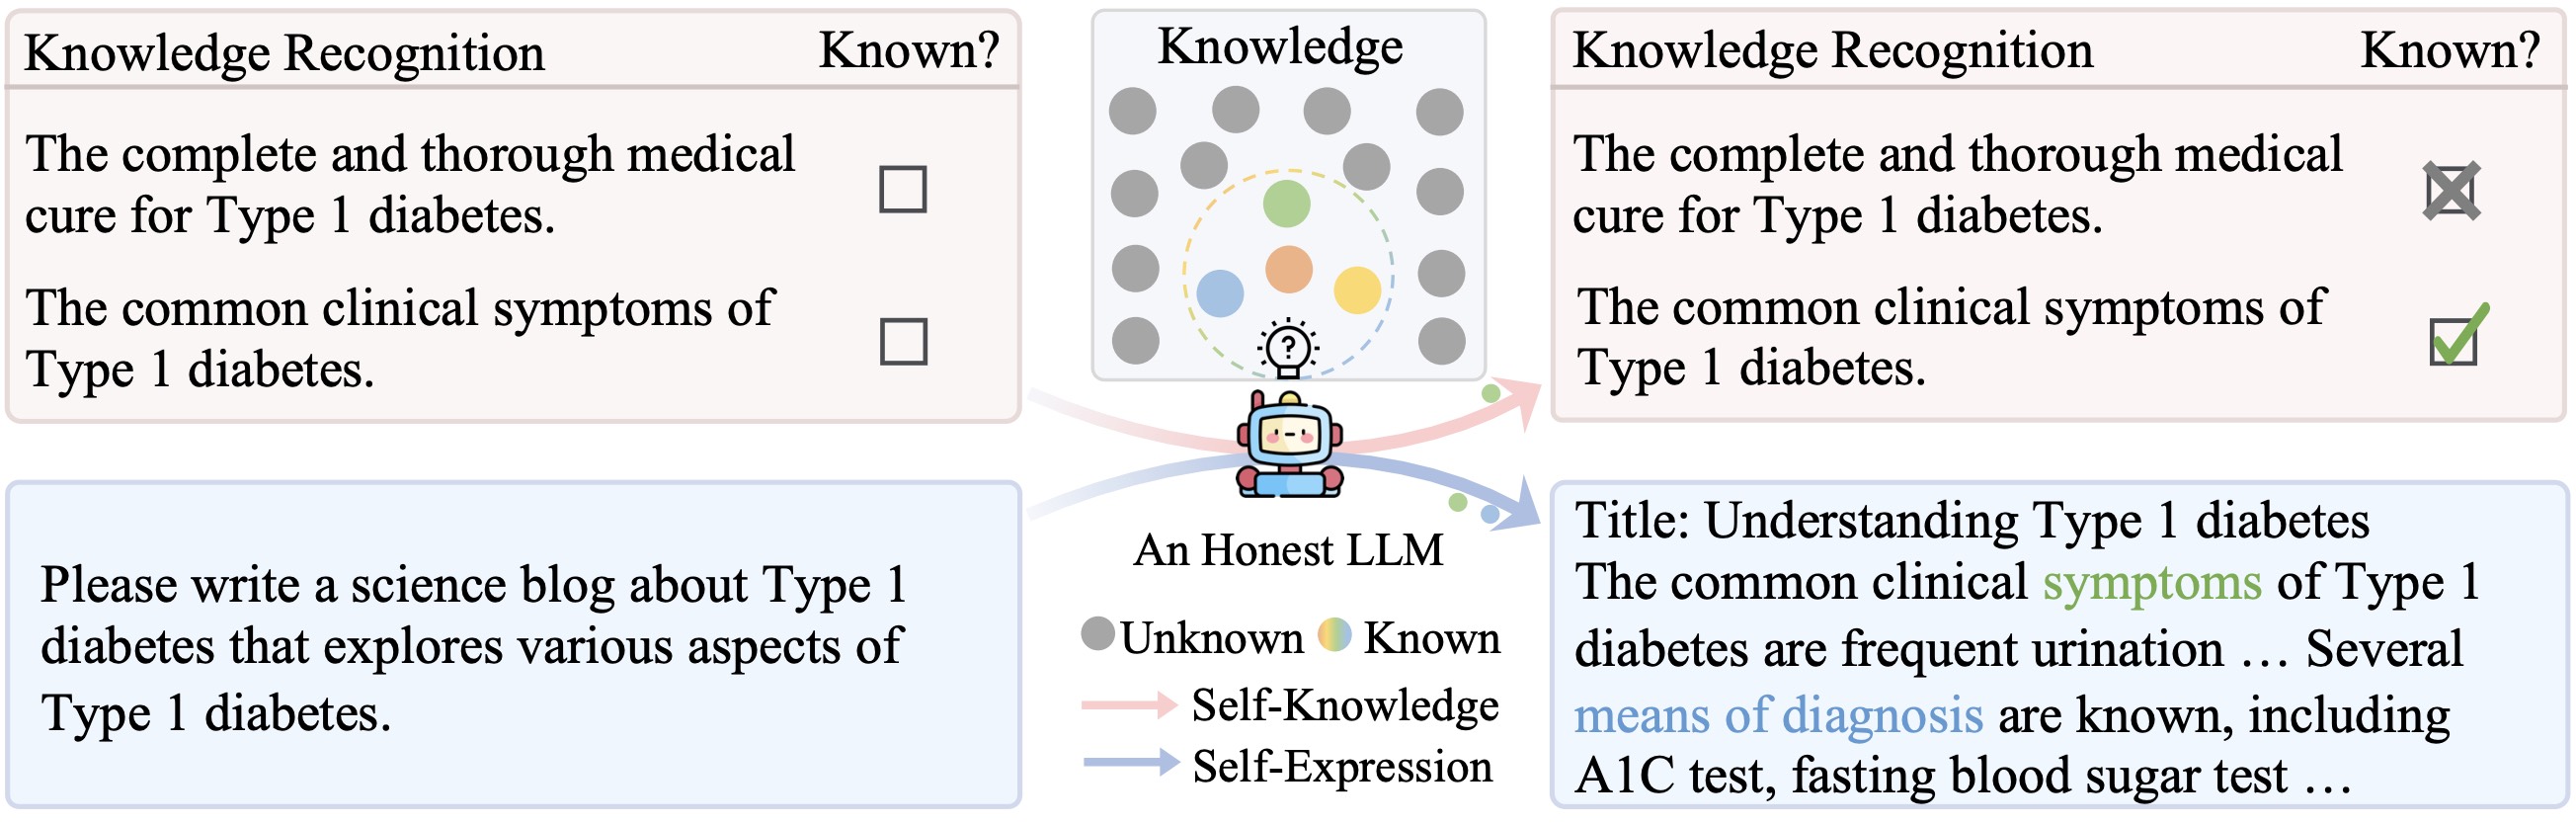 Knowledge Recognition Known?
The complete and thorough medical
cure for Type 1 diabetes.
The common clinical symptoms of
Type 1 diabetes.
Please write a science blog about Type 1
diabetes that explores various aspects of
Type 1 diabetes.
Knowledge
?
An Honest LLM
Unknown Known
Self-Knowledge
Self-Expression
Knowledge Recognition Known?
The complete and thorough medical
cure for Type 1 diabetes.
The common clinical symptoms of
Type 1 diabetes.
Title: Understanding Type 1 diabetes
The common clinical symptoms of Type 1
diabetes are frequent urination … Several
means of diagnosis are known, including
A1C test, fasting blood sugar test …